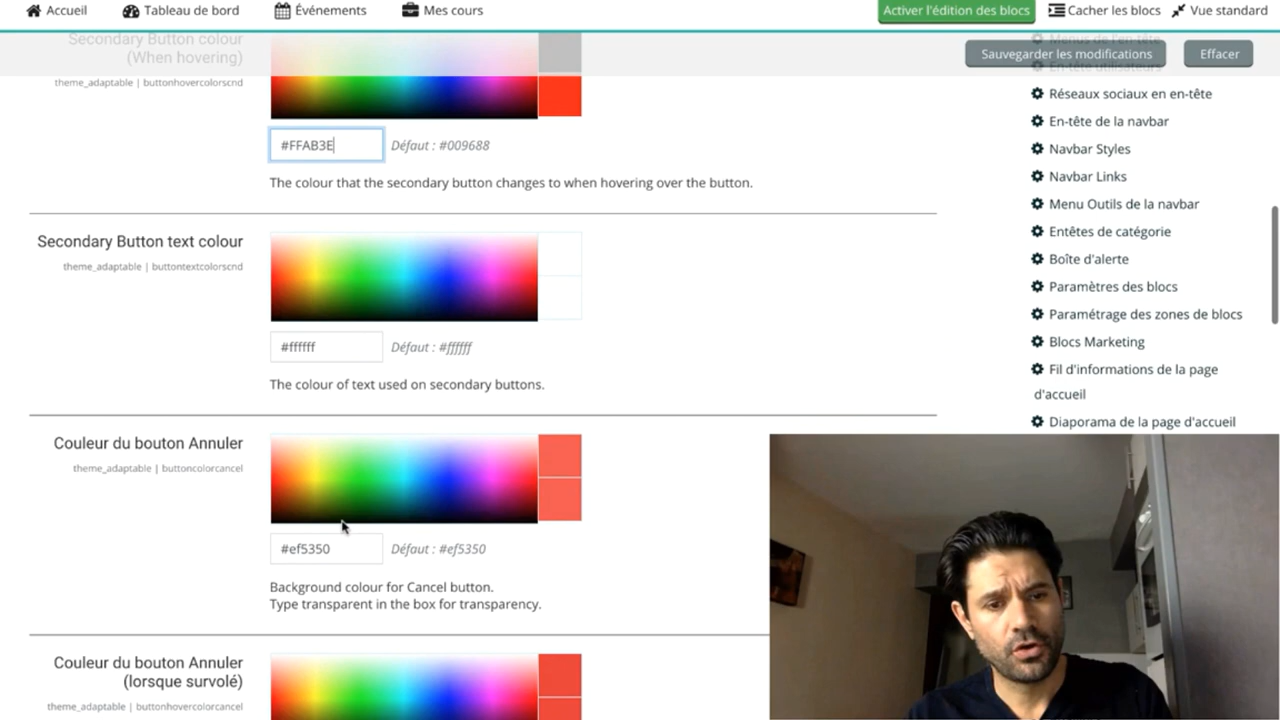 Accueil
Tableau de bord
Événements
Mes cours
Activer l'édition des blocs
Cacher les blocs
Vue standard
Sauvegarder les modifications
Effacer
Secondary Button colour
(When hovering)
theme_adaptable | buttonhovercolorscnd
#FFAB3E
Défaut : #009688
The colour that the secondary button changes to when hovering over the button.
Secondary Button text colour
theme_adaptable | buttontextcolorscnd
#ffffff
Défaut : #ffffff
The colour of text used on secondary buttons.
Couleur du bouton Annuler
theme_adaptable | buttoncolorcancel
#ef5350
Défaut : #ef5350
Background colour for Cancel button.
Type transparent in the box for transparency.
Couleur du bouton Annuler
(lorsque survolé)
theme_adaptable | buttonhovercolorcancel
Menus de l'en-tête
En-tête utilisateurs
Réseaux sociaux en en-tête
En-tête de la navbar
Navbar Styles
Navbar Links
Menu Outils de la navbar
Entêtes de catégorie
Boîte d'alerte
Paramètres des blocs
Paramétrage des zones de blocs
Blocs Marketing
Fil d'informations de la page
d'accueil
Diaporama de la page d'accueil